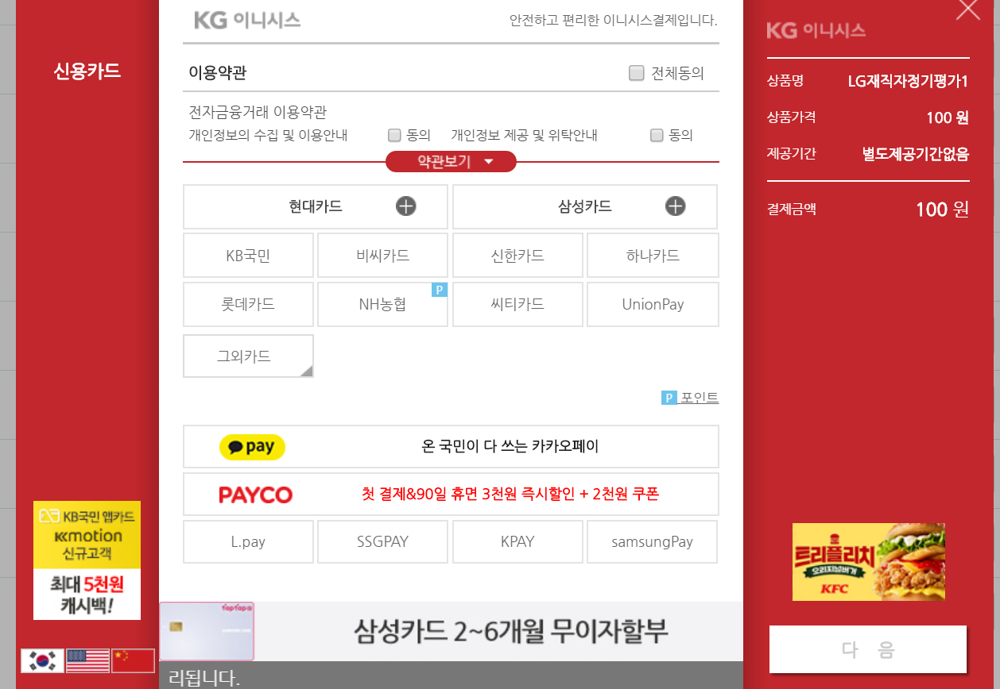 KG 이니시스
안전하고 편리한 이니시스결제입니다.
KG 이니시스
신용카드
이용약관
전체동의
전자금융거래 이용약관
개인정보의 수집 및 이용안내
동의
개인정보 제공 및 위탁안내
동의
약관보기
현대카드
삼성카드
KB국민
비씨카드
신한카드
하나카드
롯데카드
NH농협
P
씨티카드
UnionPay
그외카드
P 포인트
pay
온 국민이 다 쓰는 카카오페이
PAYCO
첫 결제&90일 휴면 3천원 즉시할인 + 2천원 쿠폰
L.pay
SSGPAY
KPAY
samsungPay
삼성카드 2~6개월 무이자할부
리됩니다.
상품명
LG재직자정기평가1
상품가격
100 원
제공기간
별도제공기간없음
결제금액
100 원
KB국민 앱카드
K-motion
신규고객
최대 5천원
캐시백!
트리플리치
오리지널버거
KFC
다 음